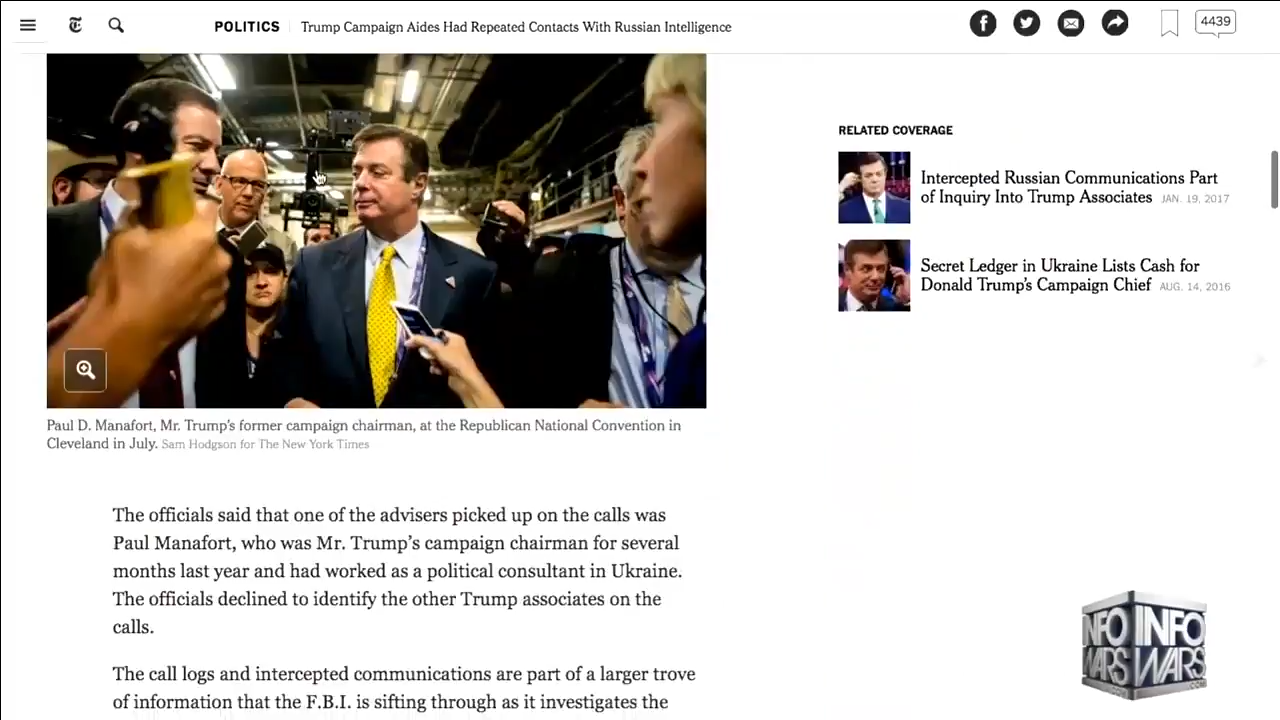 POLITICS
Trump Campaign Aides Had Repeated Contacts With Russian Intelligence
4439
RELATED COVERAGE
Intercepted Russian Communications Part
of Inquiry Into Trump Associates JAN. 19, 2017
Secret Ledger in Ukraine Lists Cash for
Donald Trump's Campaign Chief AUG. 14, 2016
Paul D. Manafort, Mr. Trump's former campaign chairman, at the Republican National Convention in
Cleveland in July. Sam Hodgson for The New York Times
The officials said that one of the advisers picked up on the calls was
Paul Manafort, who was Mr. Trump's campaign chairman for several
months last year and had worked as a political consultant in Ukraine.
The officials declined to identify the other Trump associates on the
calls.
The call logs and intercepted communications are part of a larger trove
of information that the F.B.I. is sifting through as it investigates the
INFO
WARS
.com
INFO
WARS
.com